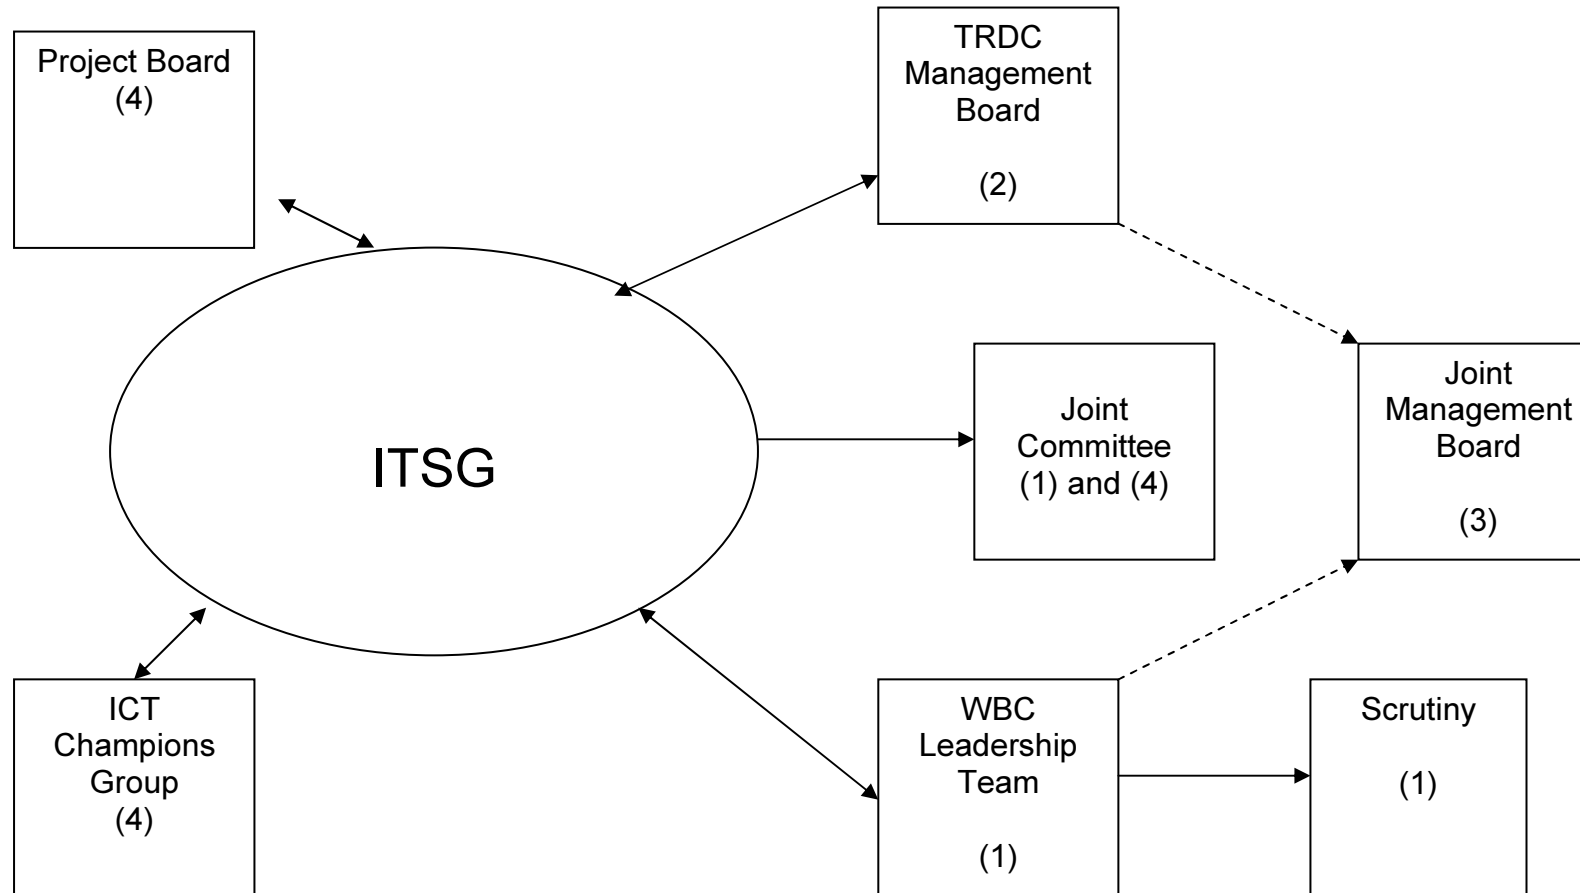 Project Board
(4)
TRDC
Management
Board
(2)
ITSG
Joint
Committee
(1) and (4)
Joint
Management
Board
(3)
ICT
Champions
Group
(4)
WBC
Leadership
Team
(1)
Scrutiny
(1)